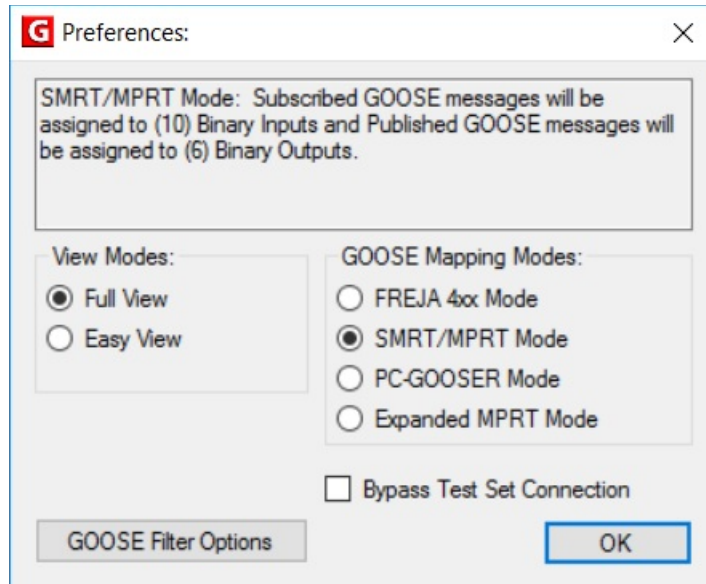 G Preferences:
SMRT/MPRT Mode:  Subscribed GOOSE messages will be
assigned to (10) Binary Inputs and Published GOOSE messages will
be assigned to (6) Binary Outputs.
View Modes:
Full View
Easy View
GOOSE Mapping Modes:
FREJA 4xx Mode
SMRT/MPRT Mode
PC-GOOSER Mode
Expanded MPRT Mode
Bypass Test Set Connection
GOOSE Filter Options
OK